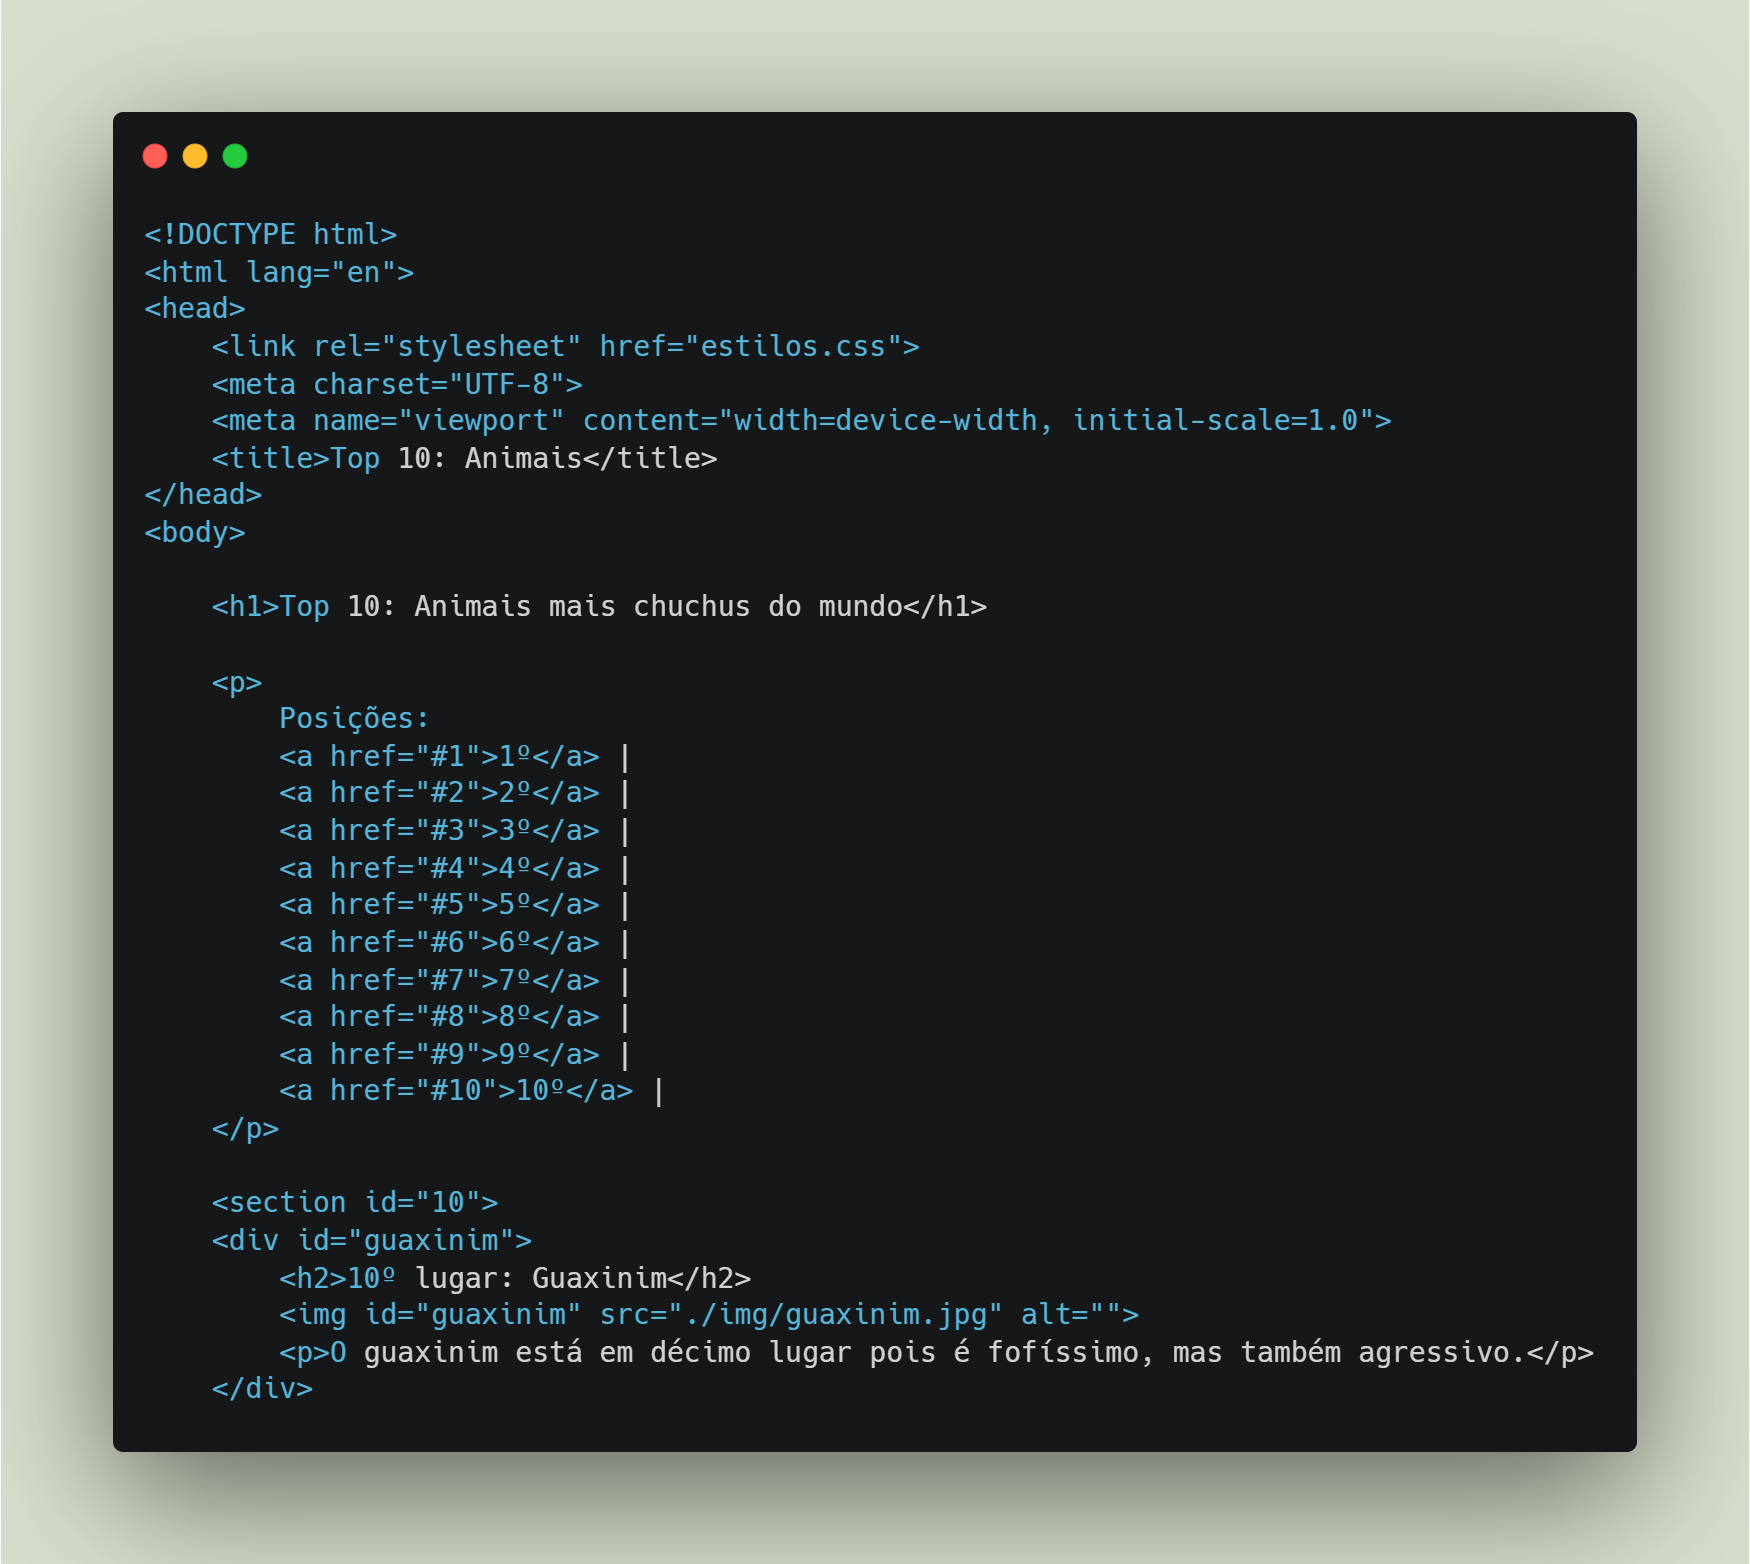 <!DOCTYPE html>
<html lang="en">
<head>
    <link rel="stylesheet" href="estilos.css">
    <meta charset="UTF-8">
    <meta name="viewport" content="width=device-width, initial-scale=1.0">
    <title>Top 10: Animais</title>
</head>
<body>

    <h1>Top 10: Animais mais chuchus do mundo</h1>

    <p>
        Posições:
        <a href="#1">1º</a> |
        <a href="#2">2º</a> |
        <a href="#3">3º</a> |
        <a href="#4">4º</a> |
        <a href="#5">5º</a> |
        <a href="#6">6º</a> |
        <a href="#7">7º</a> |
        <a href="#8">8º</a> |
        <a href="#9">9º</a> |
        <a href="#10">10º</a> |
    </p>

    <section id="10">
    <div id="guaxinim">
        <h2>10º lugar: Guaxinim</h2>
        <img id="guaxinim" src="./img/guaxinim.jpg" alt="">
        <p>O guaxinim está em décimo lugar pois é fofíssimo, mas também agressivo.</p>
    </div>